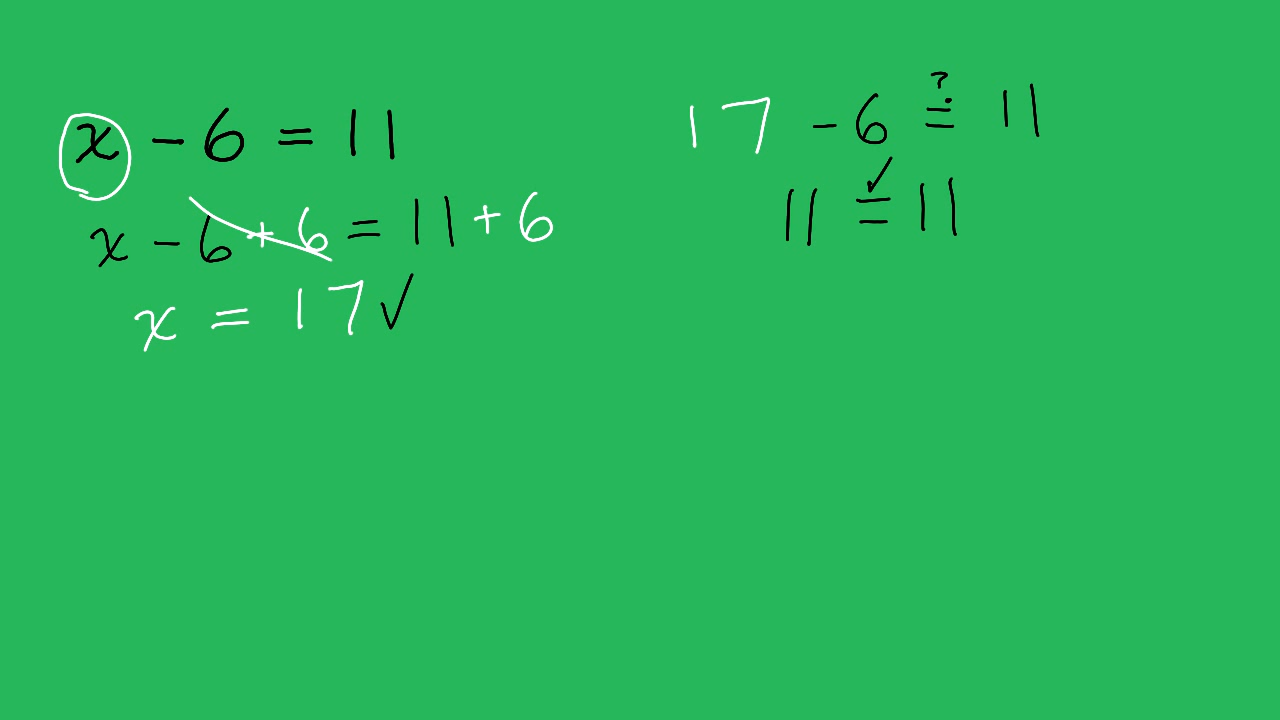 x - 6 = 11
x - 6 + 6 = 11 + 6
x = 17 ✓
17 - 6 ≟ 11
11 = ✓ 11